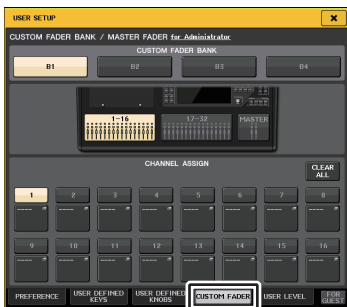 USER SETUP
CUSTOM FADER BANK / MASTER FADER for Administrator
CUSTOM FADER BANK
B1 B2 B3 B4
1-16 17-32 MASTER
CHANNEL ASSIGN
CLEAR ALL
1 2 3 4 5 6 7 8
---- ---- ---- ---- ---- ---- ---- ----
9 10 11 12 13 14 15 16
---- ---- ---- ---- ---- ---- ---- ----
PREFERENCE USER DEFINED KEYS USER DEFINED KNOBS CUSTOM FADER USER LEVEL FOR GUEST